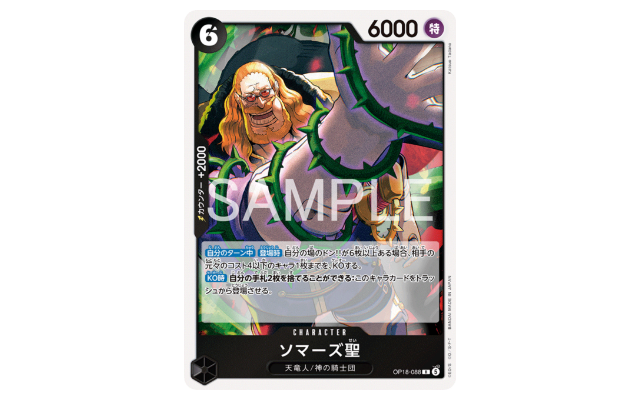 6
6000
特
カウンター +2000
SAMPLE
自分のターン中 登場時 自分の場のドン!!が6枚以上ある場合、相手の
元々のコスト4以下のキャラ1枚までを、KOする。
KO時 自分の手札2枚を捨てることができる:このキャラカードをトラッ
シュから登場させる。
CHARACTER
ソマーズ聖
天竜人/神の騎士団
OP16-088 R